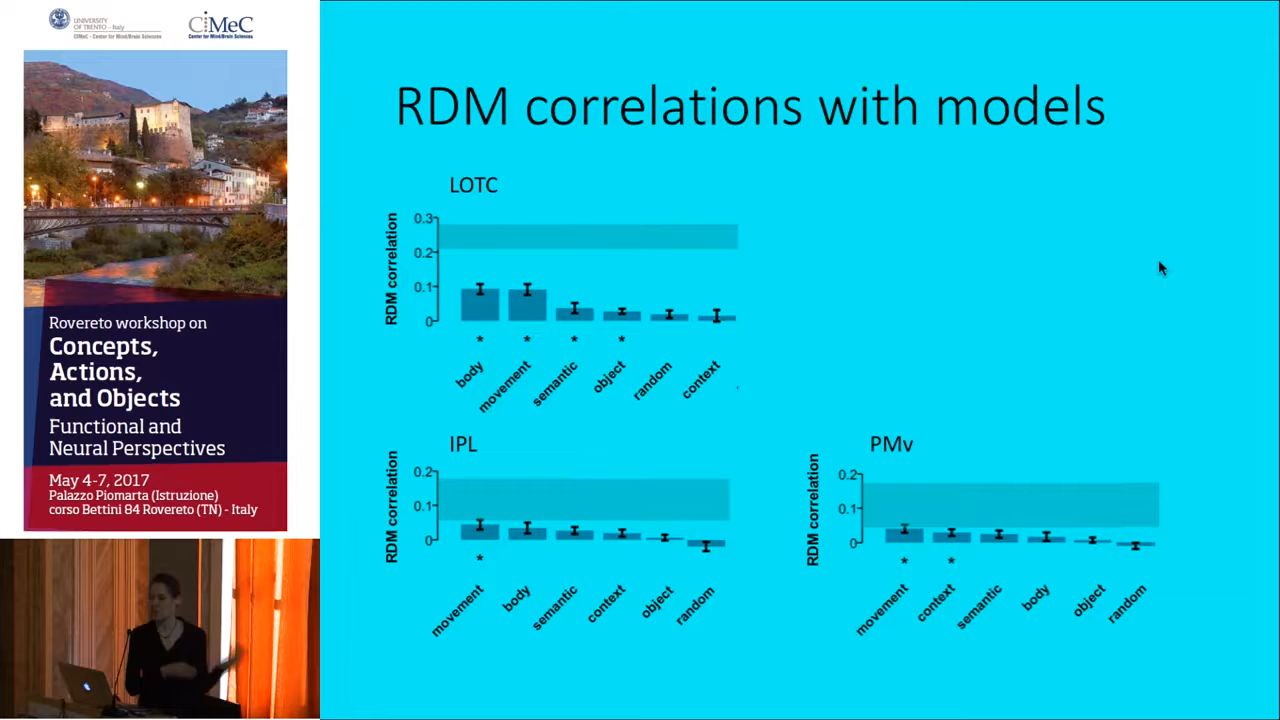 UNIVERSITY
OF TRENTO - Italy
CIMeC - Center for Mind/Brain Sciences
CiMeC
Center for Mind/Brain Sciences
Rovereto workshop on
Concepts,
Actions,
and Objects
Functional and
Neural Perspectives
May 4-7, 2017
Palazzo Piomarta (Istruzione)
corso Bettini 84 Rovereto (TN) - Italy
RDM correlations with models
LOTC
RDM correlation
0.3
0.2
0.1
0
* * * *
body movement semantic object random context
IPL
RDM correlation
0.2
0.1
0
*
movement body semantic context object random
PMv
RDM correlation
0.2
0.1
0
* *
movement context semantic body object random